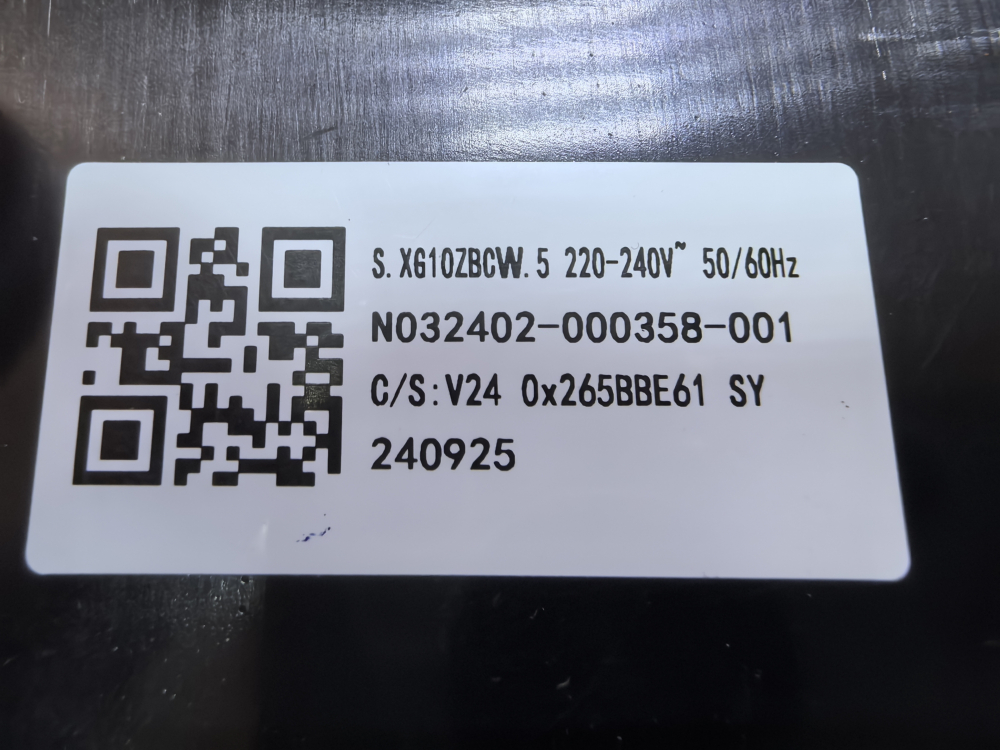 S.XG10ZBCW.5 220-240V~ 50/60Hz
N032402-000358-001
C/S:V24 0x265BBE61 SY
240925